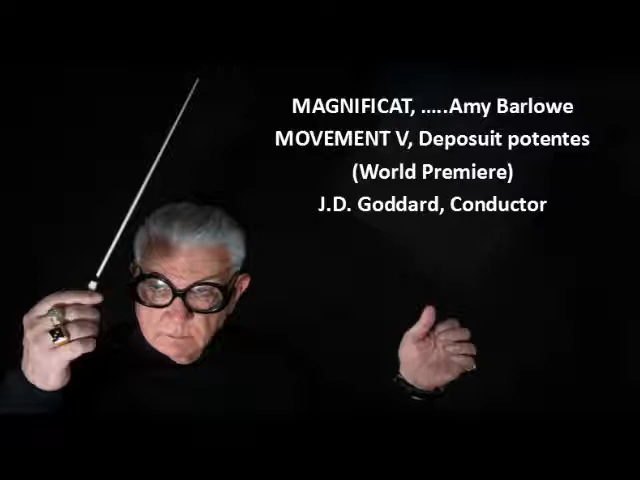 MAGNIFICAT, …..Amy Barlowe
MOVEMENT V, Deposuit potentes
(World Premiere)
J.D. Goddard, Conductor